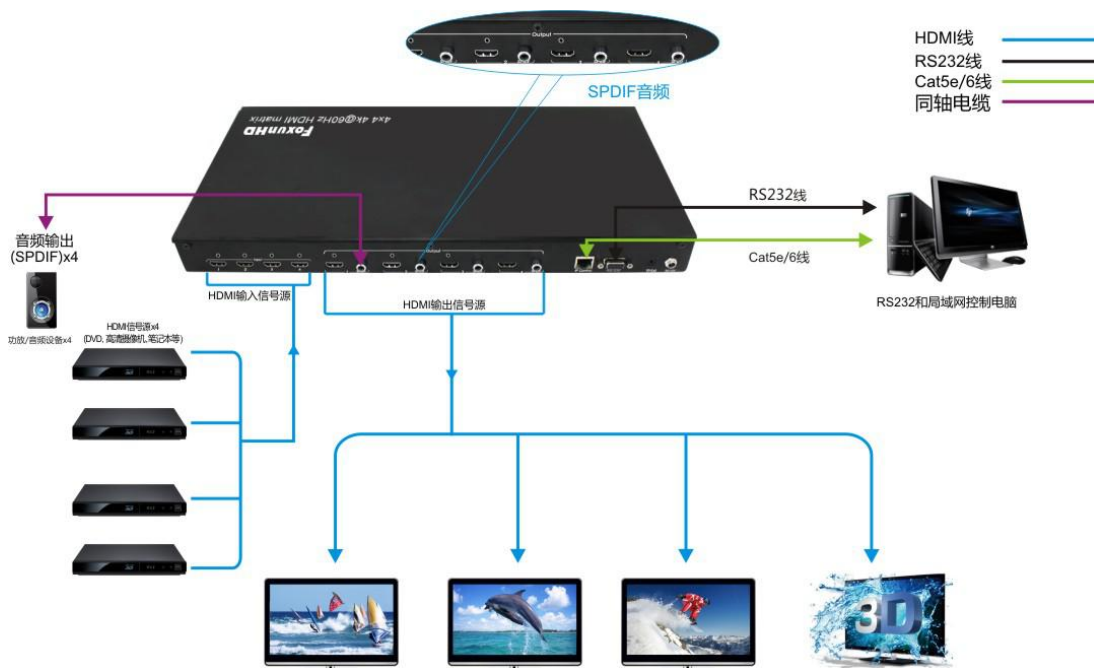 Output
HDMI线
RS232线
Cat5e/6线
同轴电缆
SPDIF音频
4x4 4k@60Hz HDMI matrix
FoxunHD
RS232线
音频输出
(SPDIF)x4
Output
Cat5e/6线
HDMI输入信号源
HDMI输出信号源
RS232和局域网控制电脑
功放/音频设备x4
HDMI信号源x4
(DVD、高清摄像机、笔记本等)
3D